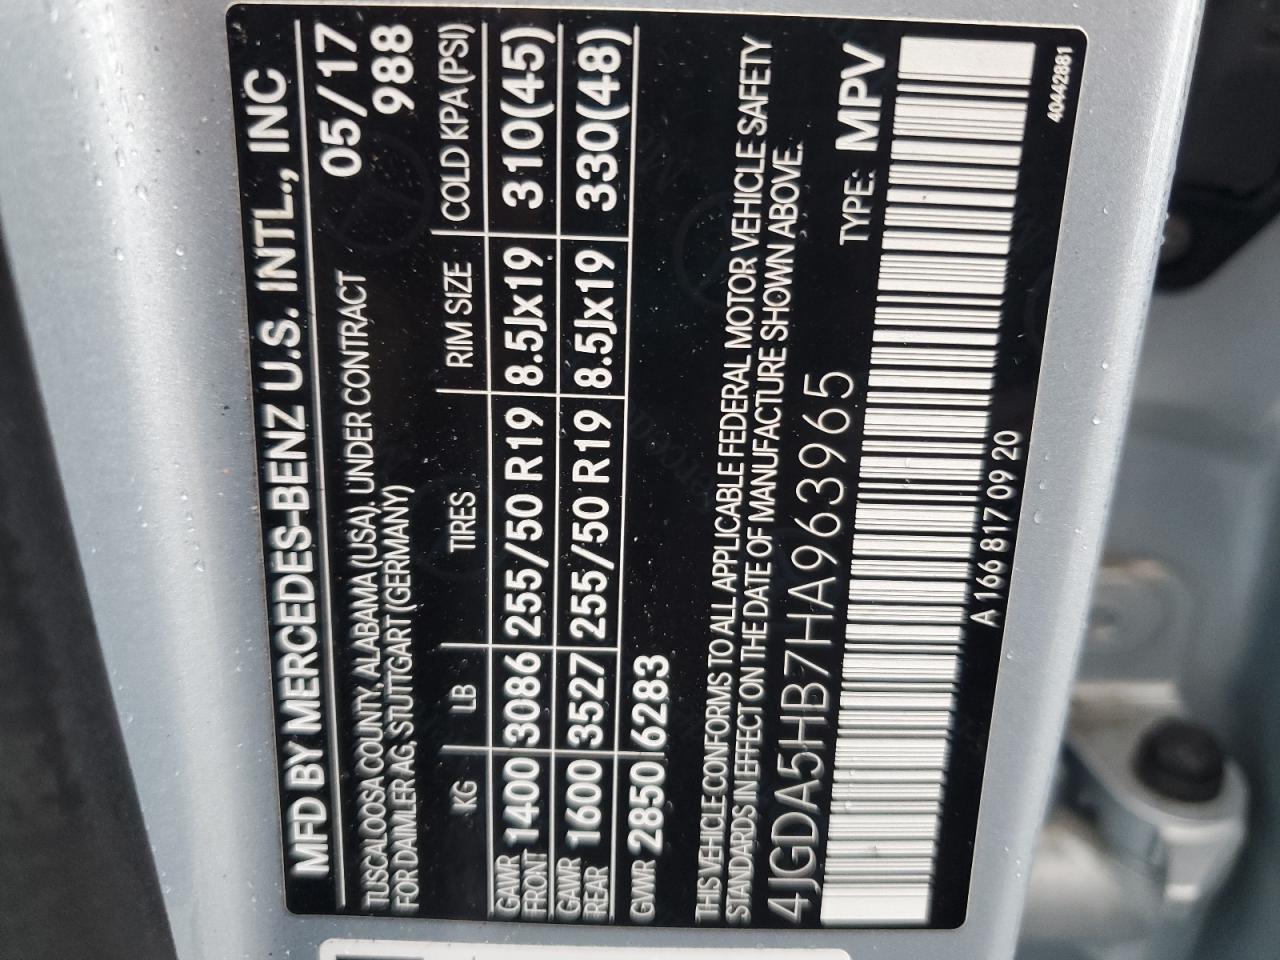 MFD BY MERCEDES-BENZ U.S. INTL., INC
TUSCALOOSA COUNTY, ALABAMA (USA). UNDER CONTRACT 05/17
FOR DAIMLER AG, STUTTGART (GERMANY) 988
KG LB TIRES RIM SIZE COLD KPA (PSI)
GAWR FRONT 1400 3086 255/50 R19 8.5Jx19 310(45)
GAWR REAR 1600 3527 255/50 R19 8.5Jx19 330(48)
GVWR 2850 6283
THIS VEHICLE CONFORMS TO ALL APPLICABLE FEDERAL MOTOR VEHICLE SAFETY
STANDARDS IN EFFECT ON THE DATE OF MANUFACTURE SHOWN ABOVE.
4JGDA5HB7HA963965 TYPE: MPV
A 166 817 09 20
40442881